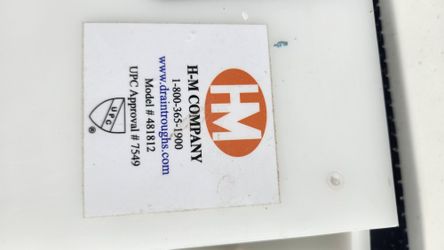 HM
H-M COMPANY
1-800-365-1900
www.draintroughs.com
Model # 481812
UPC Approval # 7549
UPC
®